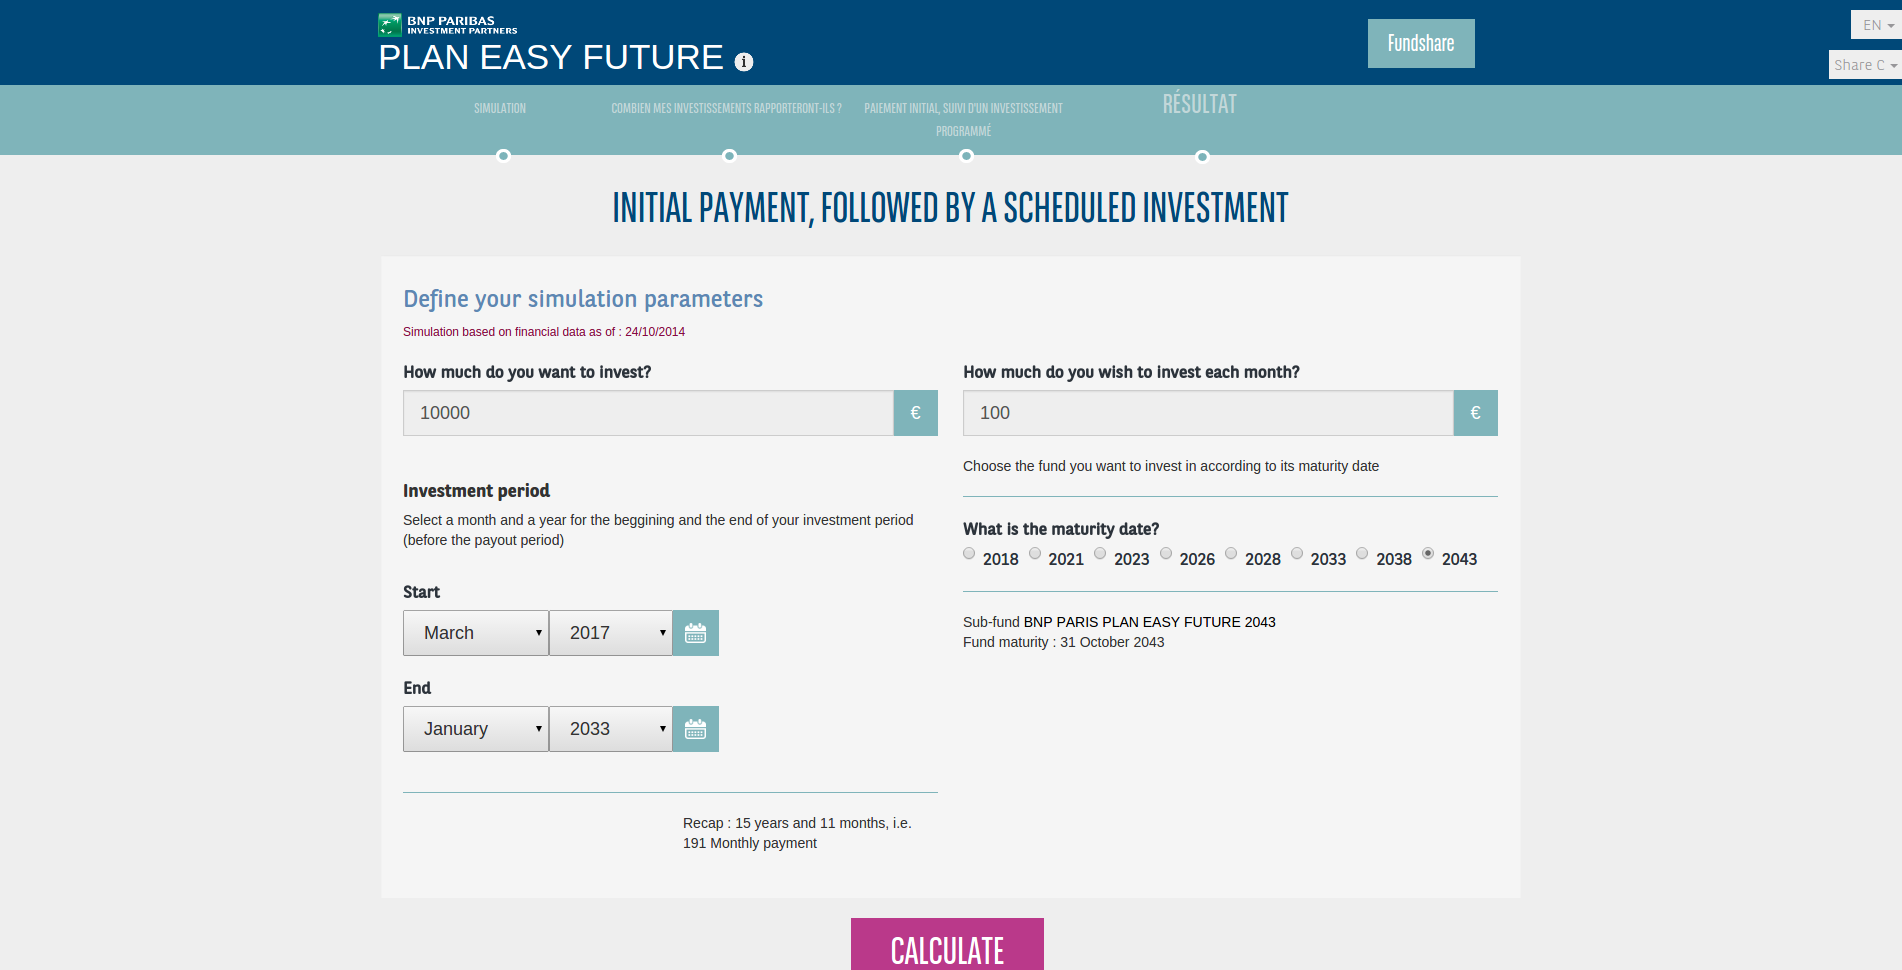 BNP PARIBAS
INVESTMENT PARTNERS
PLAN EASY FUTURE i
Fundshare
EN
Share C
SIMULATION
COMBIEN MES INVESTISSEMENTS RAPPORTERONT-ILS ?
PAIEMENT INITIAL, SUIVI D'UN INVESTISSEMENT
PROGRAMMÉ
RÉSULTAT
INITIAL PAYMENT, FOLLOWED BY A SCHEDULED INVESTMENT
Define your simulation parameters
Simulation based on financial data as of : 24/10/2014
How much do you want to invest?
10000 €
How much do you wish to invest each month?
100 €
Choose the fund you want to invest in according to its maturity date
Investment period
Select a month and a year for the beggining and the end of your investment period
(before the payout period)
What is the maturity date?
2018 2021 2023 2026 2028 2033 2038 2043
Start
March 2017
Sub-fund BNP PARIS PLAN EASY FUTURE 2043
Fund maturity : 31 October 2043
End
January 2033
Recap : 15 years and 11 months, i.e.
191 Monthly payment
CALCULATE